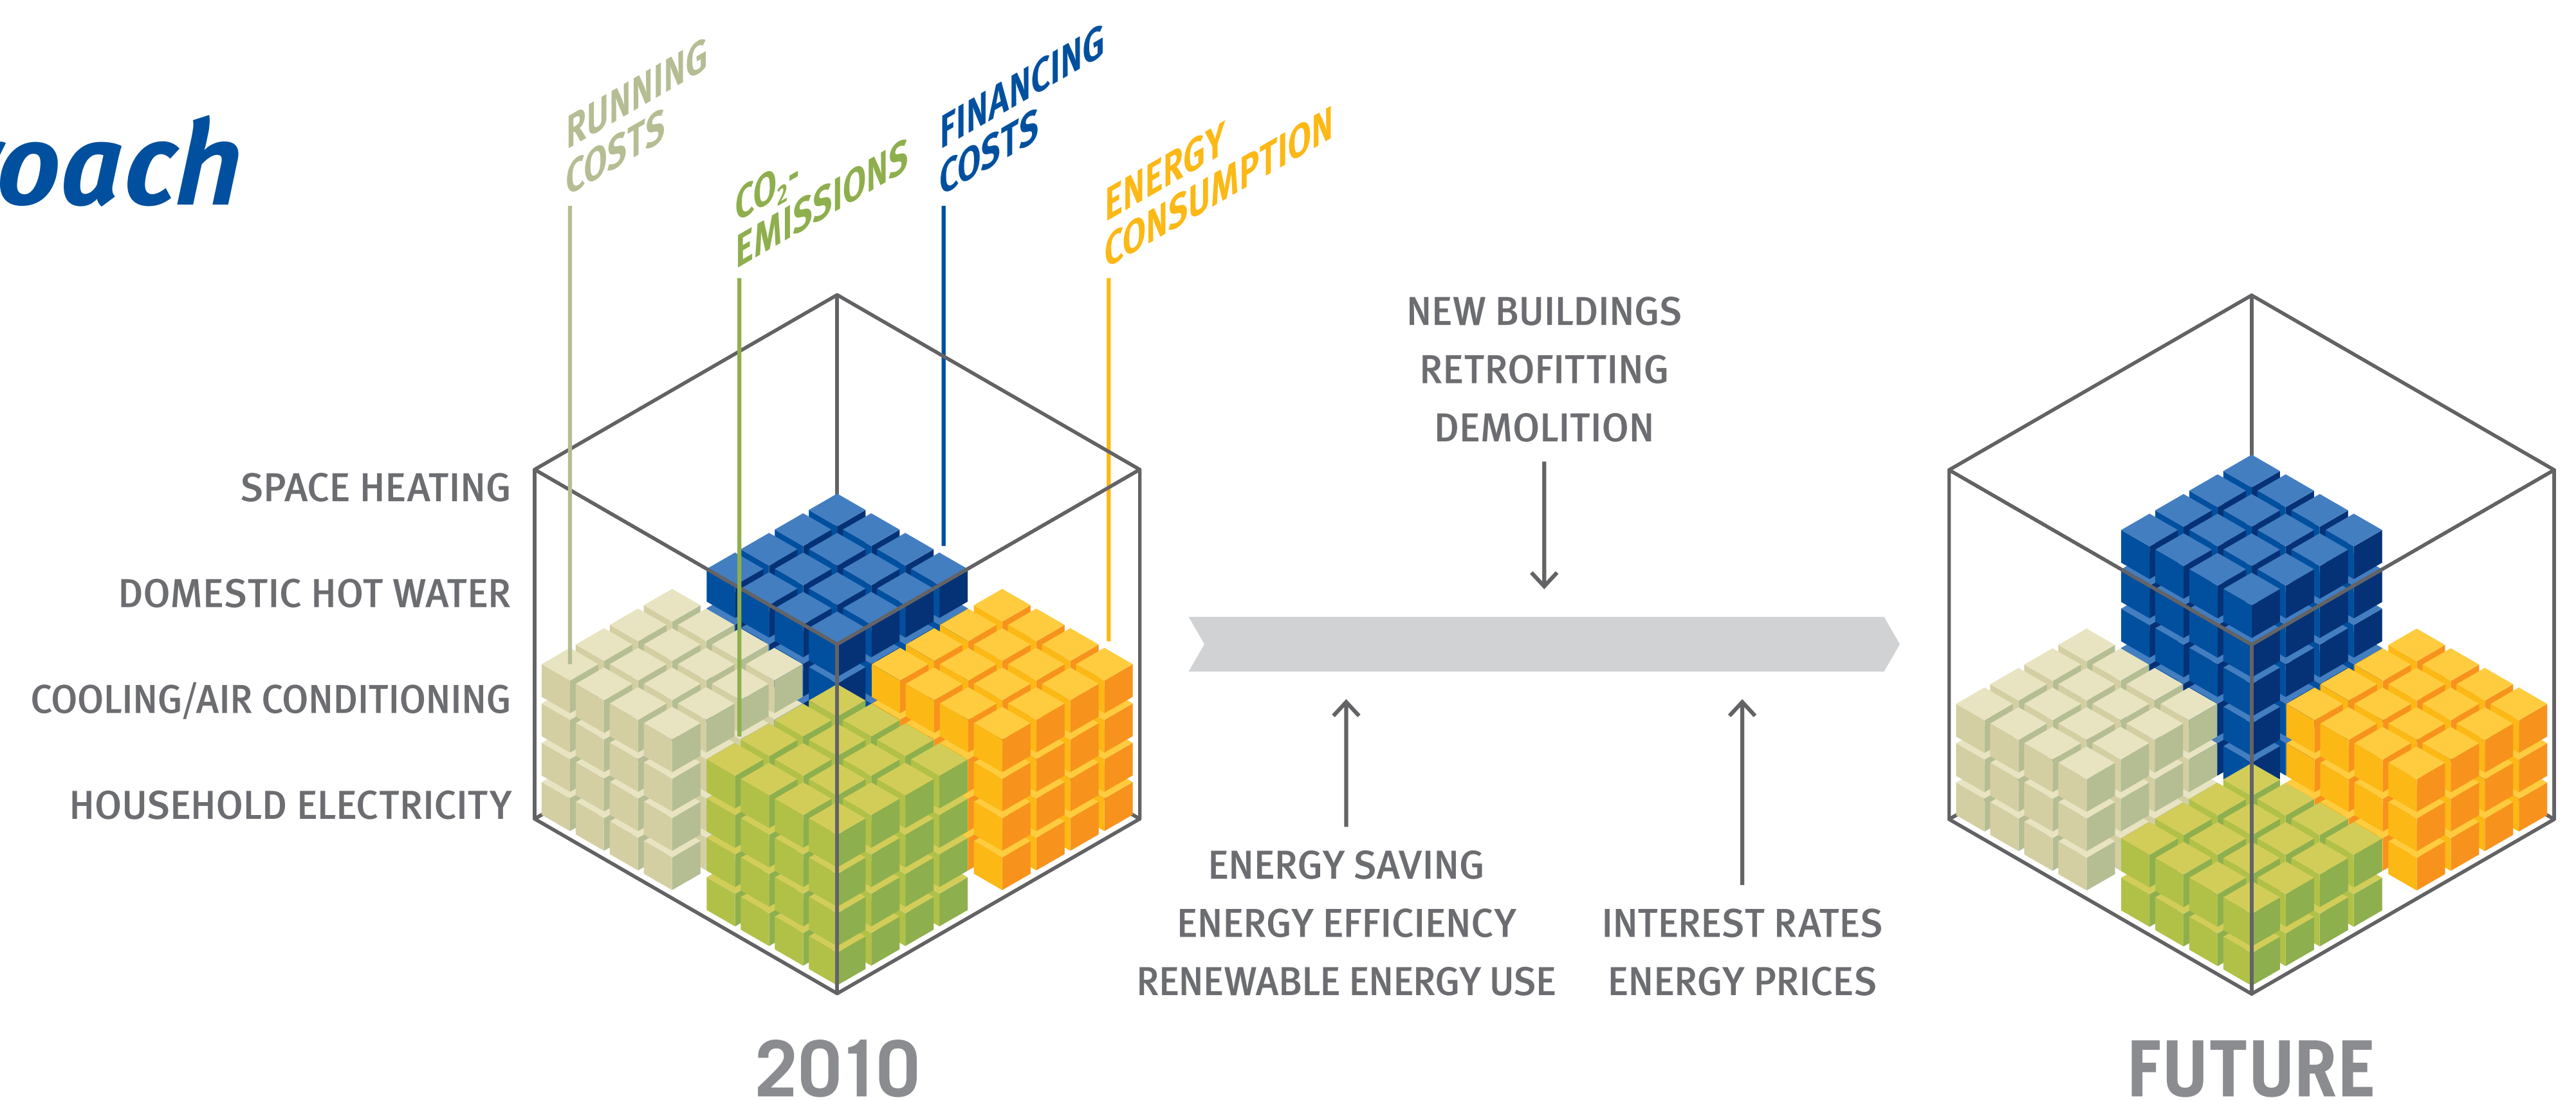 roach
RUNNING
COSTS
CO₂-
EMISSIONS
FINANCING
COSTS
ENERGY
CONSUMPTION
SPACE HEATING
DOMESTIC HOT WATER
COOLING/AIR CONDITIONING
HOUSEHOLD ELECTRICITY
NEW BUILDINGS
RETROFITTING
DEMOLITION
ENERGY SAVING
ENERGY EFFICIENCY
RENEWABLE ENERGY USE
INTEREST RATES
ENERGY PRICES
2010
FUTURE